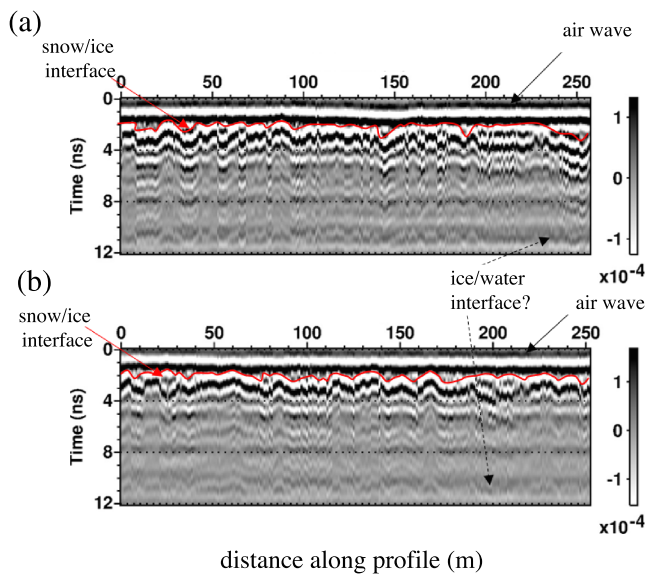 (a)
air wave
snow/ice
interface
0 50 100 150 200 250
0
4
8
12
Time (ns)
1
0
-1
x10-4
ice/water
interface?
(b)
air wave
snow/ice
interface
0 50 100 150 200 250
0
4
8
12
Time (ns)
1
0
-1
x10-4
distance along profile (m)